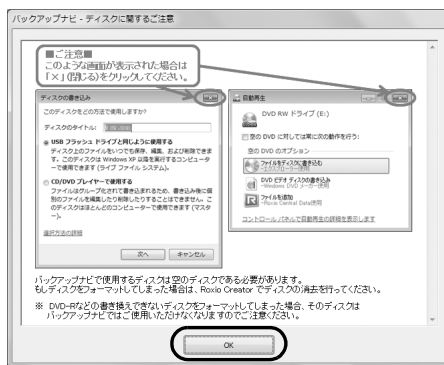 バックアップナビ - ディスクに関するご注意
■ご注意■
このような画面が表示された場合は
「×」(閉じる)をクリックしてください。
ディスクの書き込み
このディスクをどの方法で使用しますか?
ディスクのタイトル:
USB フラッシュ ドライブと同じように使用する
ディスク上のファイルをいつでも保存、編集、および削除できます。このディスクは Windows XP 以降を実行するコンピューターで使用できます (ライブ ファイル システム)。
CD/DVD プレイヤーで使用する
ファイルはグループ化されて書き込まれるため、書き込み後に個別のファイルを編集したり削除したりすることはできません。このディスクはほとんどのコンピューターで使用できます (マスター)。
選択方法の詳細
次へ
キャンセル
自動再生
DVD RW ドライブ (E:)
空の DVD に対しては常に次の動作を行う:
空の DVD のオプション
ファイルをディスクに書き込む
-エクスプローラー使用
DVD ビデオ ディスクの書き込み
-Windows DVD メーカー使用
ファイルを追加
-Roxio Central Data使用
コントロール パネルで自動再生の詳細を表示します
バックアップナビで使用するディスクは空のディスクである必要があります。
もしディスクをフォーマットしてしまった場合は、Roxio Creator でディスクの消去を行ってください。
※ DVD-Rなどの書き換えできないディスクをフォーマットしてしまった場合、そのディスクは
バックアップナビではご使用いただけなくなりますのでご注意ください。
OK